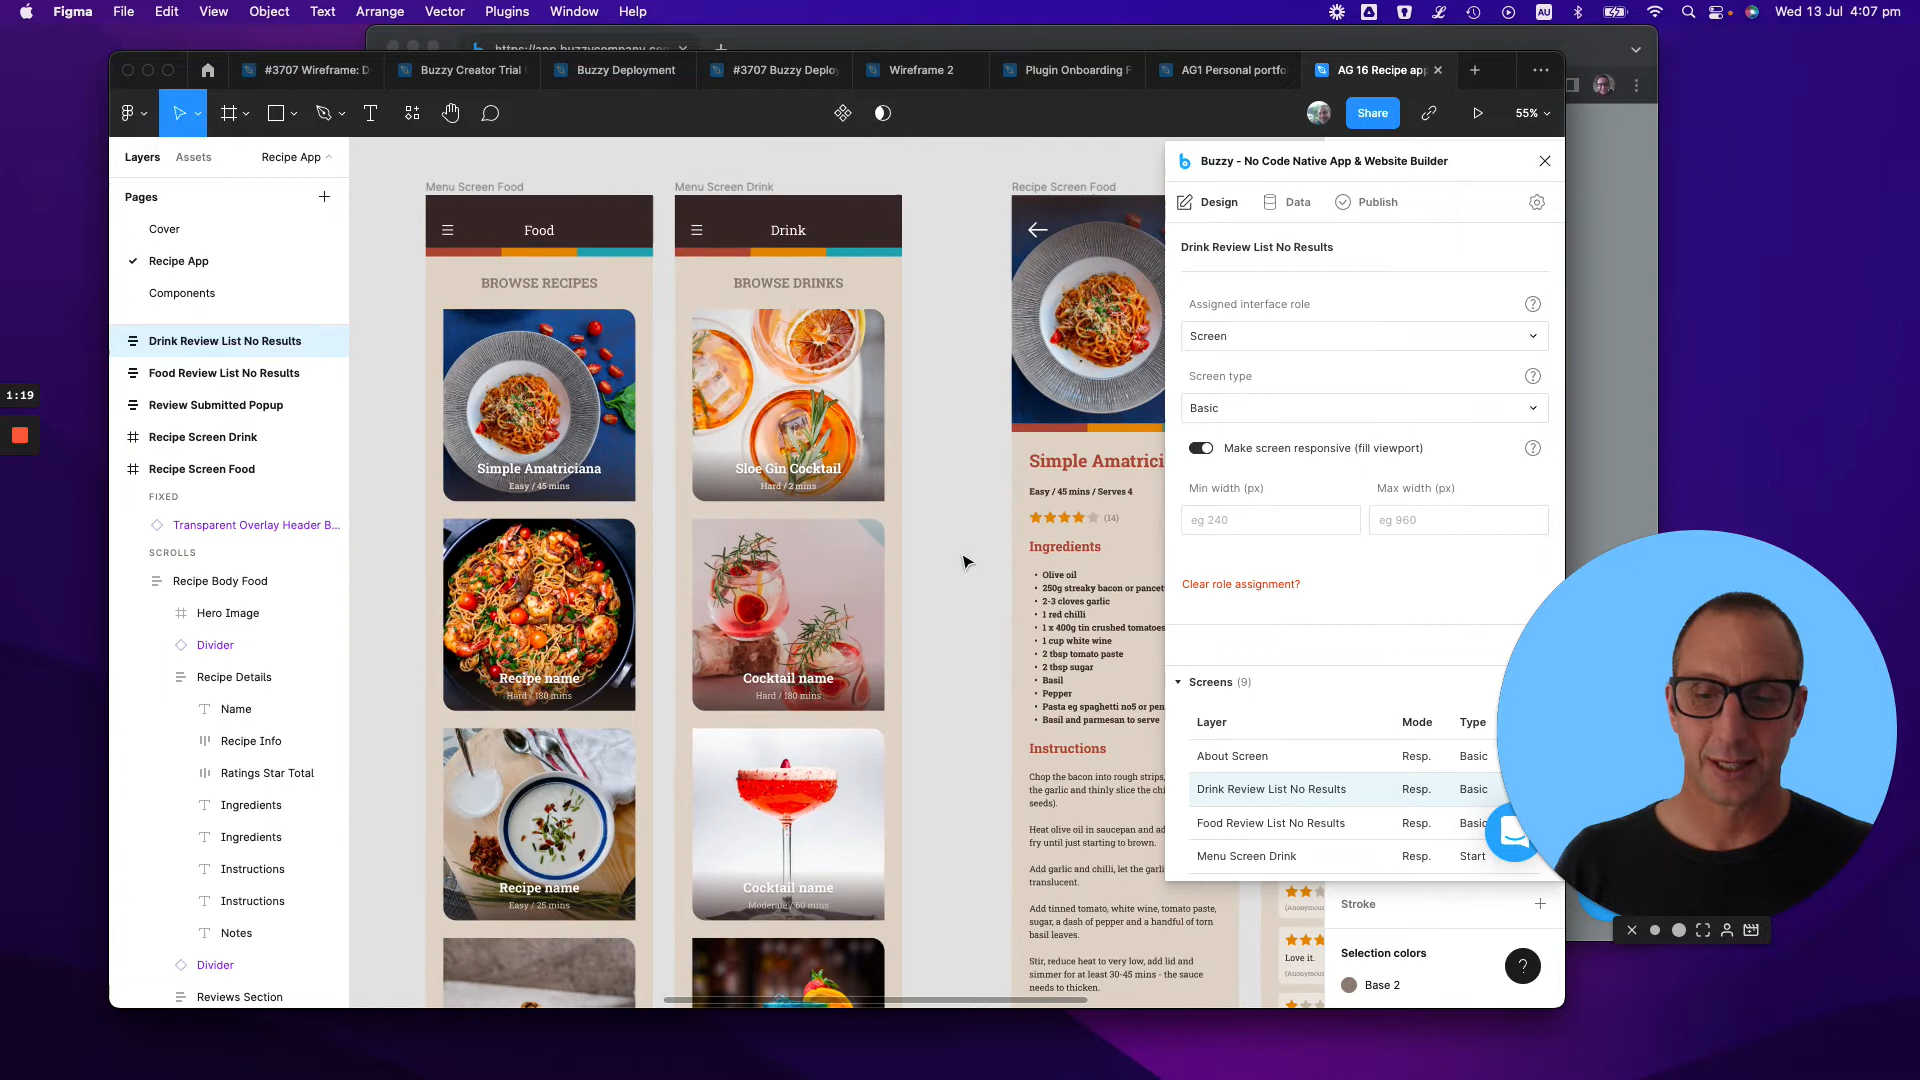 Figma File Edit View Object Text Arrange Vector Plugins Window Help
AU
Wed 13 Jul 4:07 pm
https://app.buzzycompany.co
#3707 Wireframe: D
Buzzy Creator Trial
Buzzy Deployment
#3707 Buzzy Deplo
Wireframe 2
Plugin Onboarding F
AG1 Personal portfo
AG 16 Recipe app
Share
55%
Layers Assets Recipe App
Pages
Cover
Recipe App
Components
Drink Review List No Results
Food Review List No Results
Review Submitted Popup
Recipe Screen Drink
Recipe Screen Food
FIXED
Transparent Overlay Header B...
SCROLLS
Recipe Body Food
Hero Image
Divider
Recipe Details
Name
Recipe Info
Ratings Star Total
Ingredients
Ingredients
Instructions
Instructions
Notes
Divider
Reviews Section
1:19
Menu Screen Food
Food
BROWSE RECIPES
Simple Amatriciana
Easy / 45 mins
Recipe name
Hard / 180 mins
Recipe name
Easy / 25 mins
Menu Screen Drink
Drink
BROWSE DRINKS
Sloe Gin Cocktail
Hard / 2 mins
Cocktail name
Hard / 180 mins
Cocktail name
Moderate / 60 mins
Recipe Screen Food
Simple Amatrici
Easy / 45 mins / Serves 4
(14)
Ingredients
• Olive oil
• 250g streaky bacon or pancet
• 2-3 cloves garlic
• 1 red chilli
• 1 x 400g tin crushed tomatoes
• 1 cup white wine
• 2 tbsp tomato paste
• 2 tbsp sugar
• Basil
• Pepper
• Pasta eg spaghetti no5 or pen
• Basil and parmesan to serve
Instructions
Chop the bacon into rough strips,
the garlic and thinly slice the chi
seeds).
Heat olive oil in saucepan and ad
fry until just starting to brown.
Add garlic and chilli, let the garli
translucent.
Add tinned tomato, white wine, tomato paste,
sugar, a dash of pepper and a handful of torn
basil leaves.
Stir, reduce heat to very low, add lid and
simmer for at least 30-45 mins - the sauce
needs to thicken.
(Anonymous
Love it.
(Anonymous
Buzzy - No Code Native App & Website Builder
Design Data Publish
Drink Review List No Results
Assigned interface role
?
Screen
Screen type
?
Basic
Make screen responsive (fill viewport)
?
Min width (px) Max width (px)
eg 240 eg 960
Clear role assignment?
Screens (9)
Layer Mode Type
About Screen Resp. Basic
Drink Review List No Results Resp. Basic
Food Review List No Results Resp. Basic
Menu Screen Drink Resp. Start
Stroke
Selection colors
Base 2
?